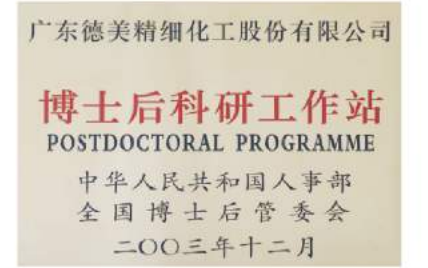 广东德美精细化工股份有限公司
博士后科研工作站
POSTDOCTORAL PROGRAMME
中华人民共和国人事部
全国博士后管委会
二〇〇三年十二月